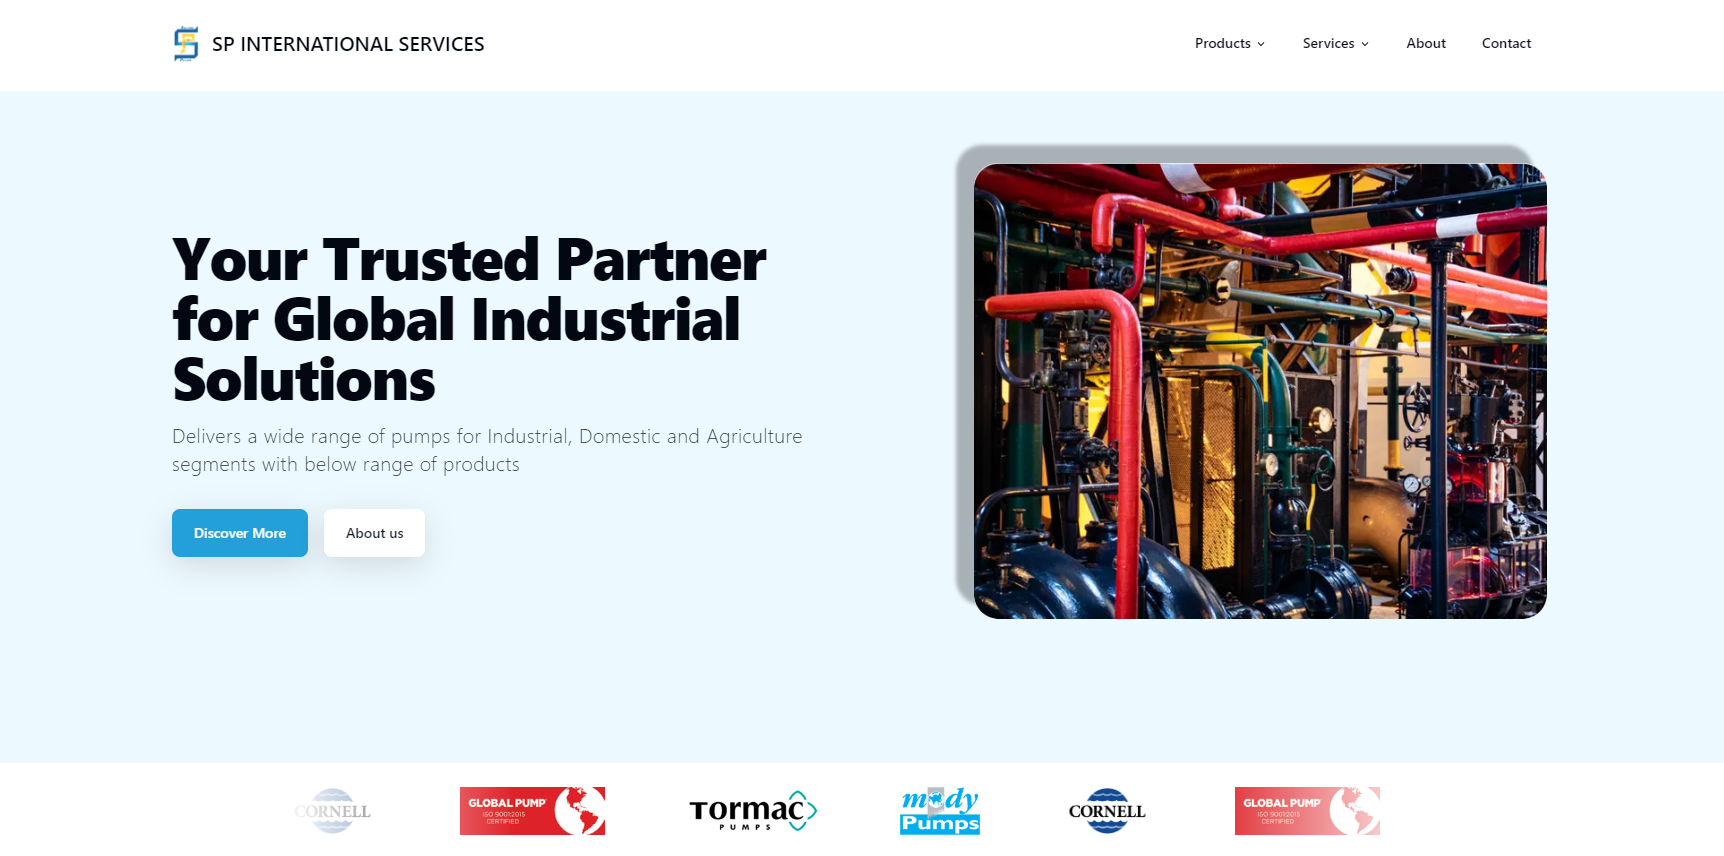 SP INTERNATIONAL SERVICES
Products
Services
About
Contact
Your Trusted Partner
for Global Industrial
Solutions
Delivers a wide range of pumps for Industrial, Domestic and Agriculture
segments with below range of products
Discover More
About us
CORNELL
GLOBAL PUMP
ISO 9001:2015
CERTIFIED
TORMAC
PUMPS
mody
Pumps
CORNELL
GLOBAL PUMP
ISO 9001:2015
CERTIFIED